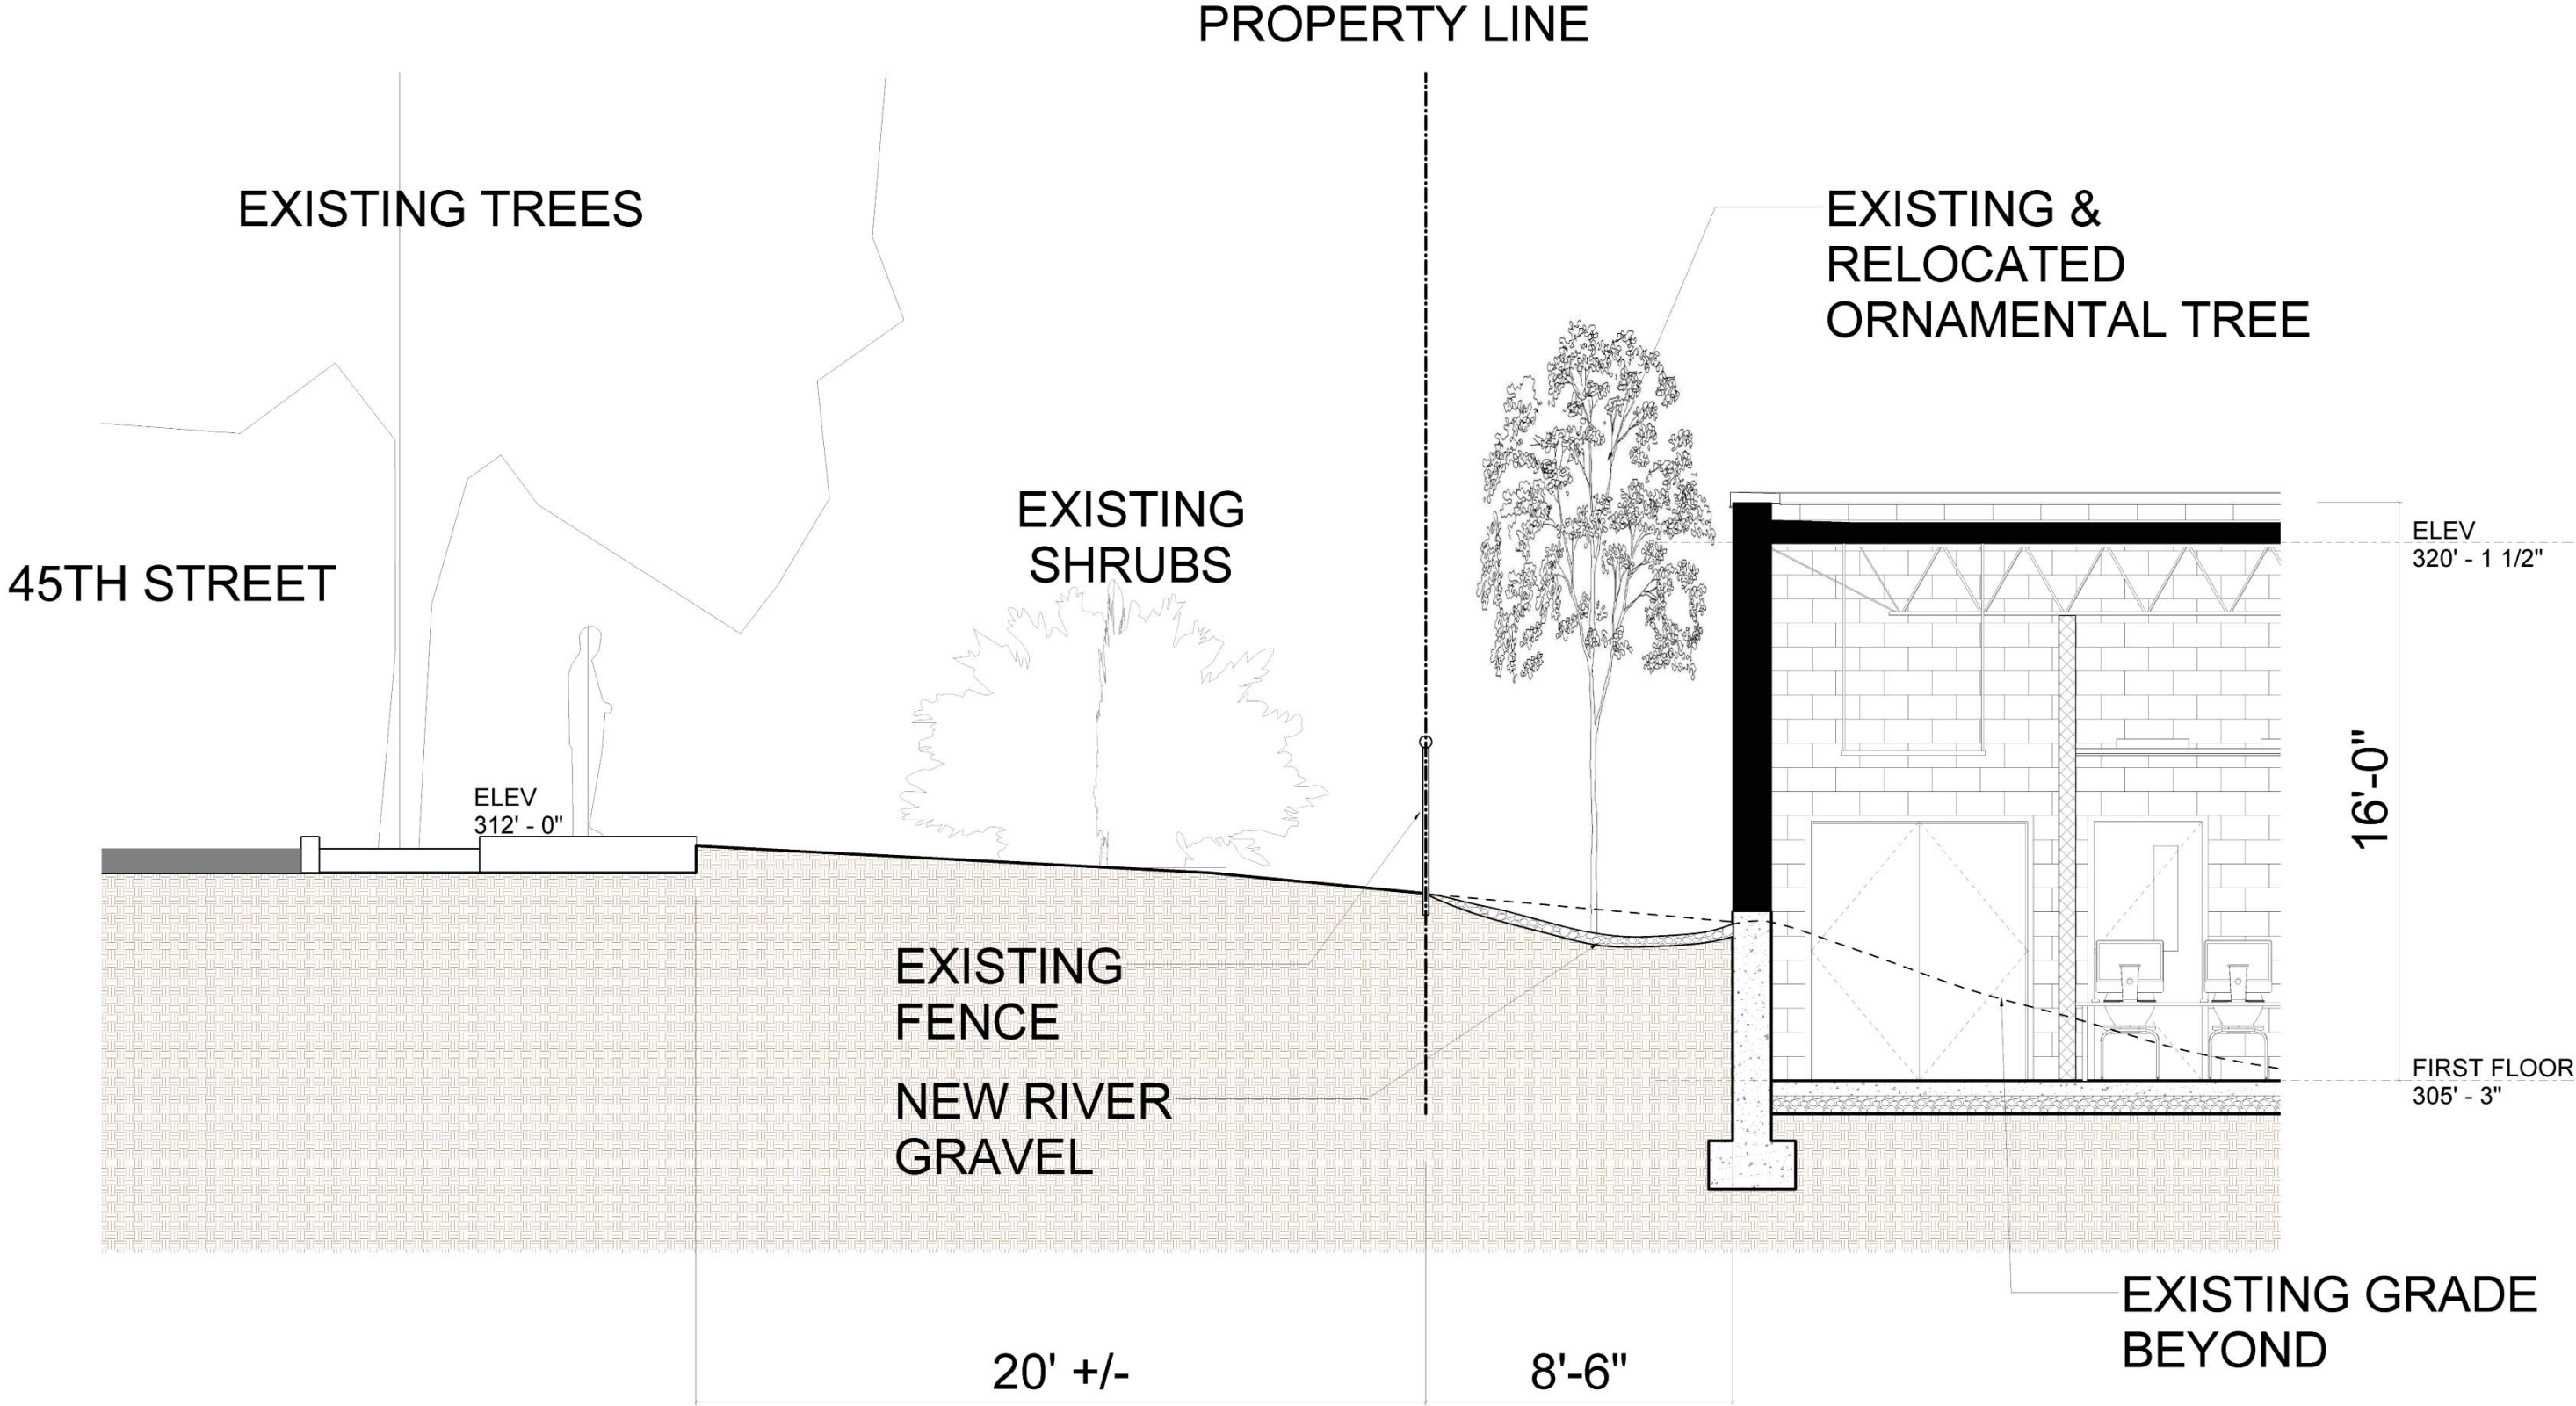 PROPERTY LINE
EXISTING TREES
EXISTING &
RELOCATED
ORNAMENTAL TREE
EXISTING
SHRUBS
45TH STREET
ELEV
320' - 1 1/2"
16'-0"
ELEV
312' - 0"
EXISTING
FENCE
NEW RIVER
GRAVEL
FIRST FLOOR
305' - 3"
EXISTING GRADE
BEYOND
20' +/-
8'-6"